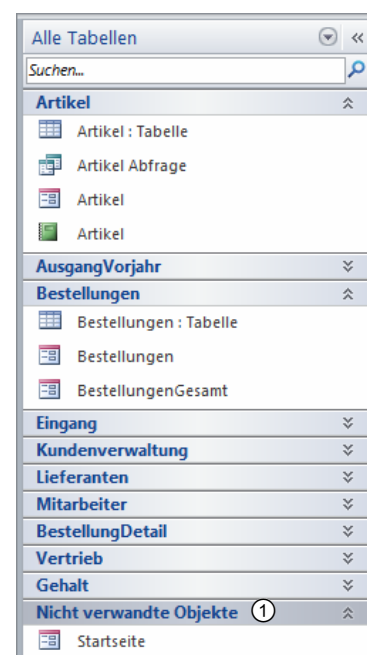 Alle Tabellen
Suchen...
Artikel
Artikel : Tabelle
Artikel Abfrage
Artikel
Artikel
AusgangVorjahr
Bestellungen
Bestellungen : Tabelle
Bestellungen
BestellungenGesamt
Eingang
Kundenverwaltung
Lieferanten
Mitarbeiter
BestellungDetail
Vertrieb
Gehalt
Nicht verwandte Objekte 1
Startseite